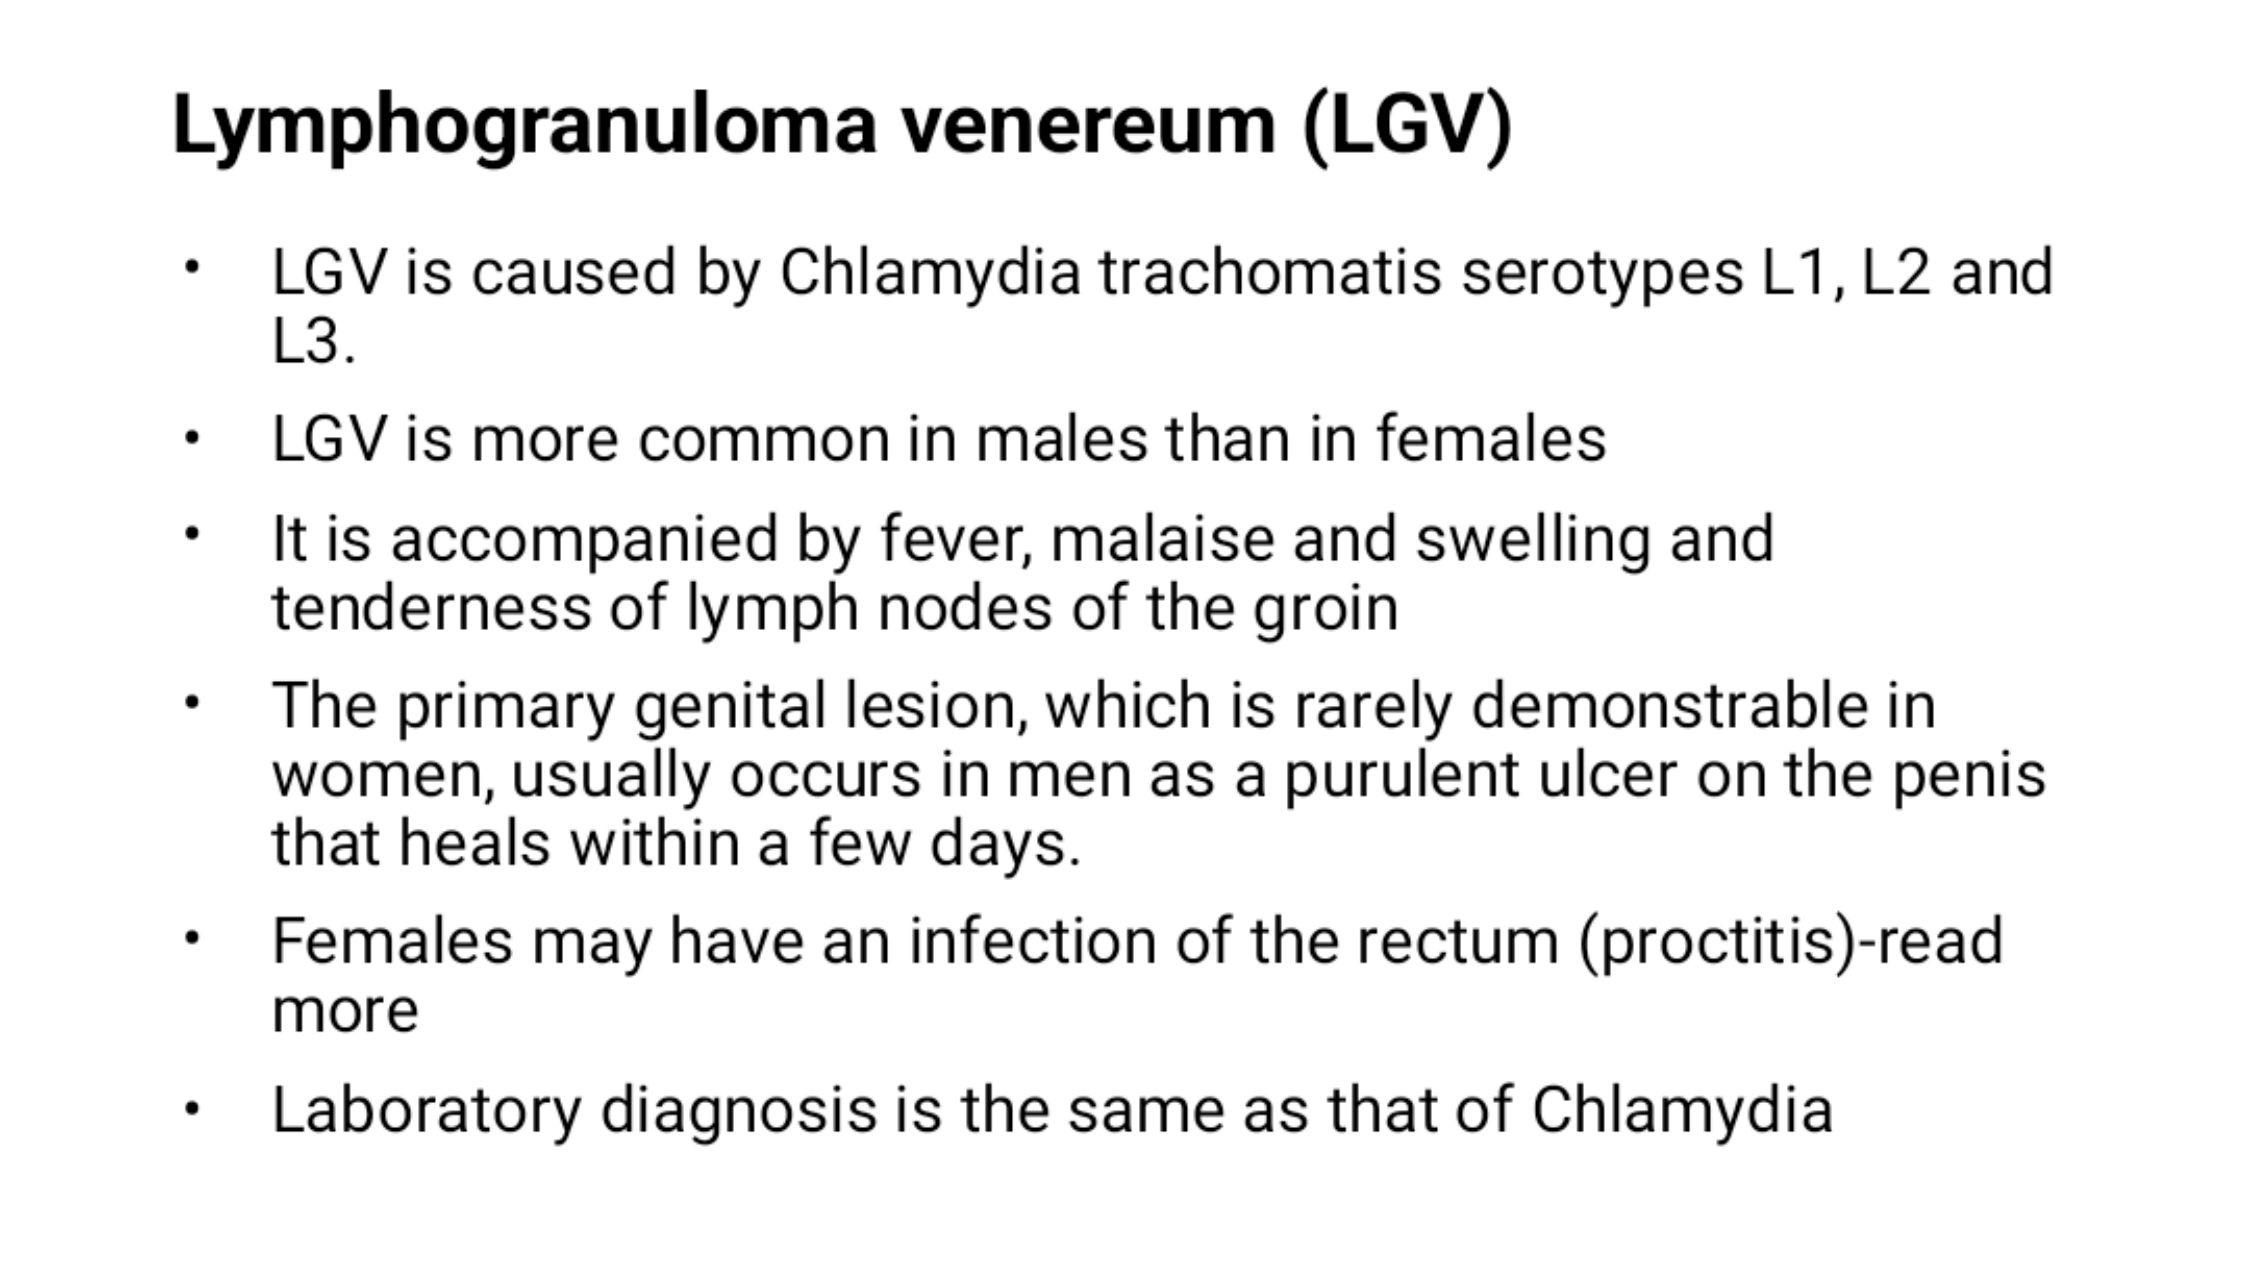 Lymphogranuloma venereum (LGV)
• LGV is caused by Chlamydia trachomatis serotypes L1, L2 and
L3.
• LGV is more common in males than in females
• It is accompanied by fever, malaise and swelling and
tenderness of lymph nodes of the groin
• The primary genital lesion, which is rarely demonstrable in
women, usually occurs in men as a purulent ulcer on the penis
that heals within a few days.
• Females may have an infection of the rectum (proctitis)-read
more
• Laboratory diagnosis is the same as that of Chlamydia